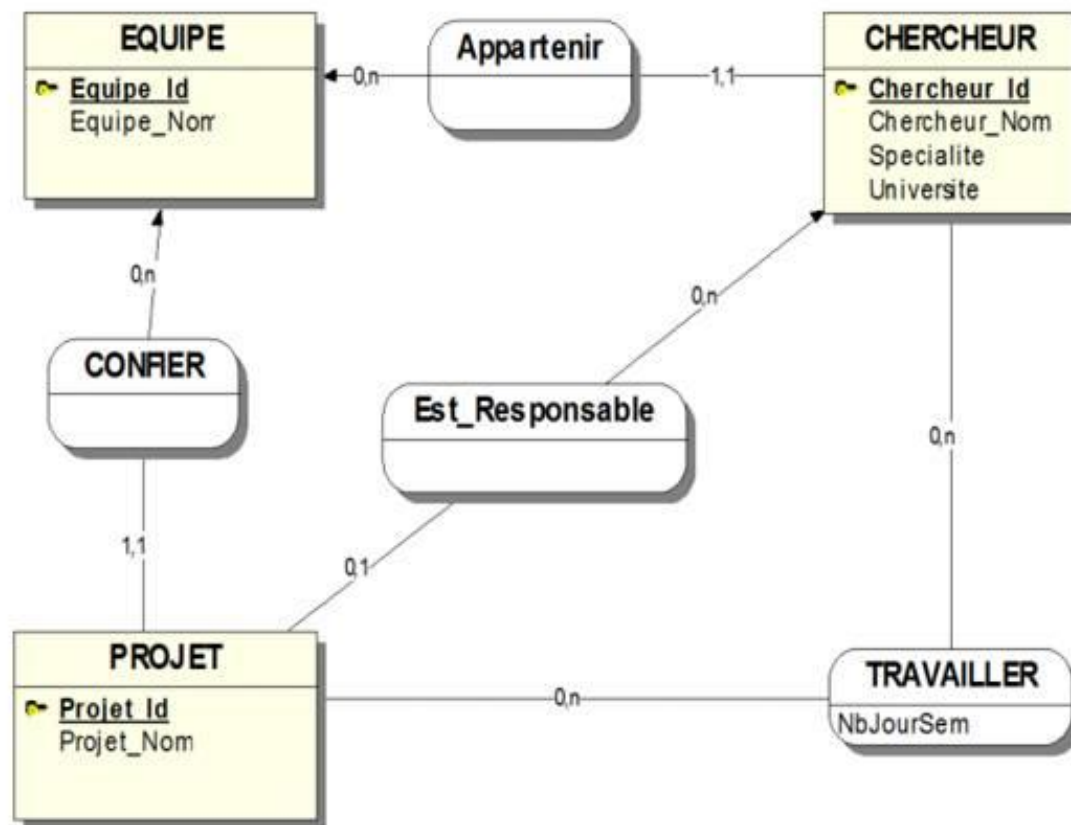 EQUIPE
Equipe_Id
Equipe_Nom
0,n
Appartenir
1,1
CHERCHEUR
Chercheur_Id
Chercheur_Nom
Specialite
Universite
0,n
CONFIER
1,1
0,n
Est_Responsable
0,1
0,n
PROJET
Projet_Id
Projet_Nom
0,n
TRAVAILLER
NbJourSem